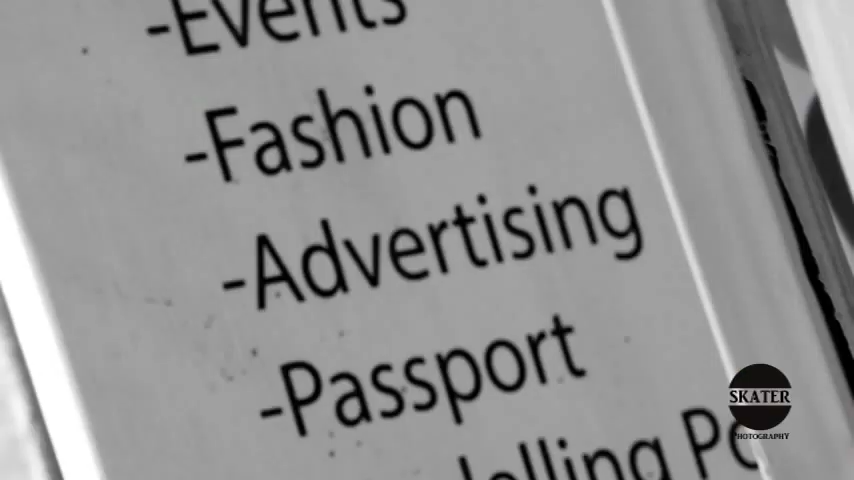 -Events
-Fashion
-Advertising
-Passport
SKATER
PHOTOGRAPHY